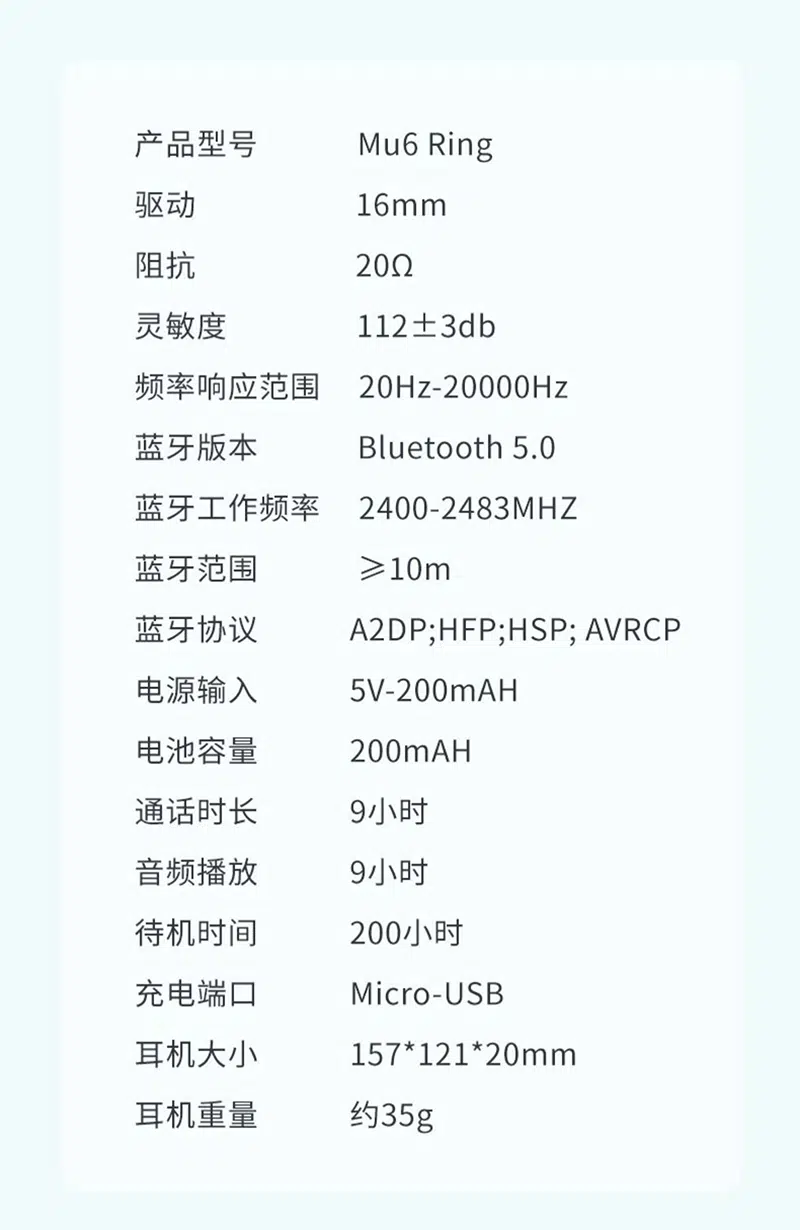 产品型号 Mu6 Ring
驱动 16mm
阻抗 20Ω
灵敏度 112±3db
频率响应范围 20Hz-20000Hz
蓝牙版本 Bluetooth 5.0
蓝牙工作频率 2400-2483MHZ
蓝牙范围 ⩾10m
蓝牙协议 A2DP;HFP;HSP; AVRCP
电源输入 5V-200mAH
电池容量 200mAH
通话时长 9小时
音频播放 9小时
待机时间 200小时
充电端口 Micro-USB
耳机大小 157*121*20mm
耳机重量 约35g